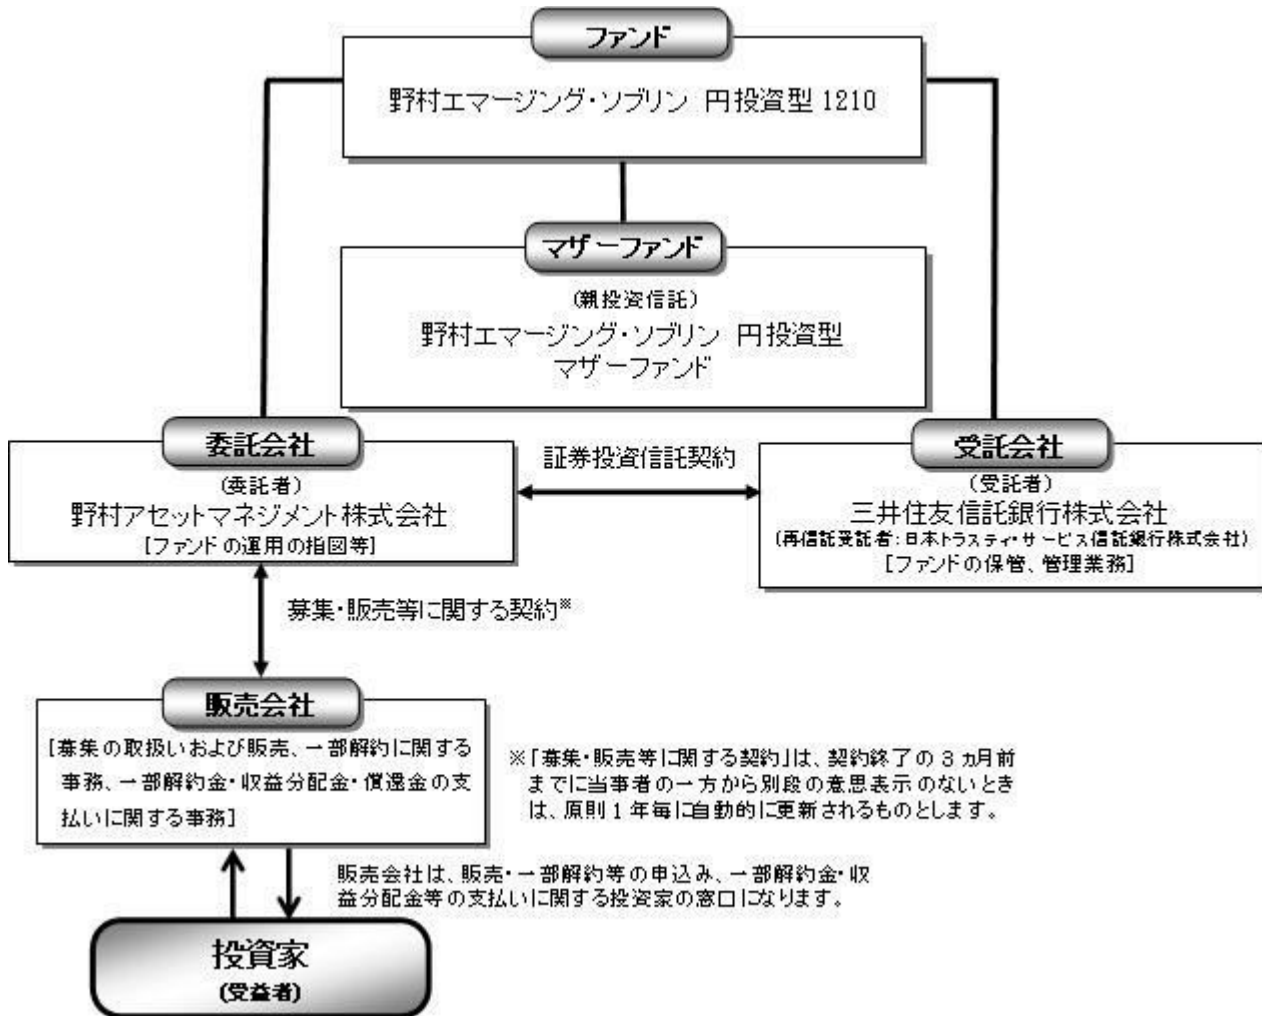 ファンド
野村エマージング・ソブリン 円投資型 1210
マザーファンド
(親投資信託)
野村エマージング・ソブリン 円投資型
マザーファンド
委託会社
(委託者)
野村アセットマネジメント株式会社
[ファンドの運用の指図等]
証券投資信託契約
受託会社
(受託者)
三井住友信託銀行株式会社
(再信託受託者:日本トラスティ・サービス信託銀行株式会社)
[ファンドの保管、管理業務]
募集・販売等に関する契約※
販売会社
[募集の取扱いおよび販売、一部解約に関する
事務、一部解約金・収益分配金・償還金の支
払いに関する事務]
※「募集・販売等に関する契約」は、契約終了の3ヵ月前
までに当事者の一方から別段の意思表示のないとき
は、原則1年毎に自動的に更新されるものとします。
販売会社は、販売・一部解約等の申込み、一部解約金・収
益分配金等の支払いに関する投資家の窓口になります。
投資家
(受益者)